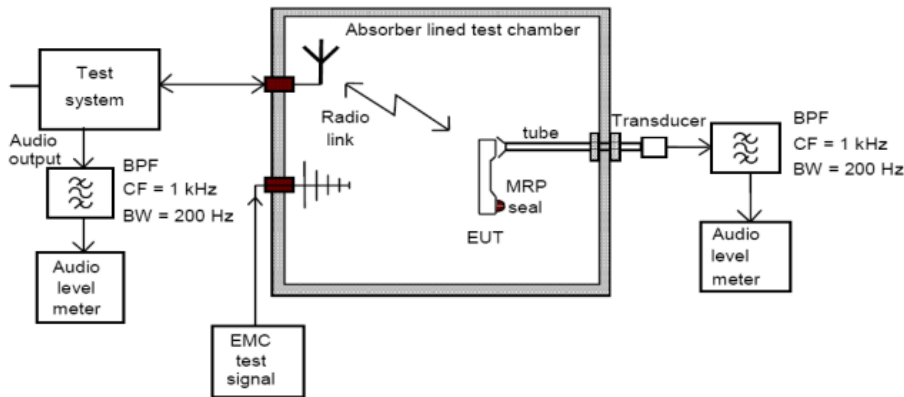 Absorber lined test chamber
Test
system
Radio
link
tube
Transducer
Audio
output
BPF
CF = 1 kHz
BW = 200 Hz
BPF
CF = 1 kHz
BW = 200 Hz
MRP
seal
EUT
Audio
level
meter
Audio
level
meter
EMC
test
signal